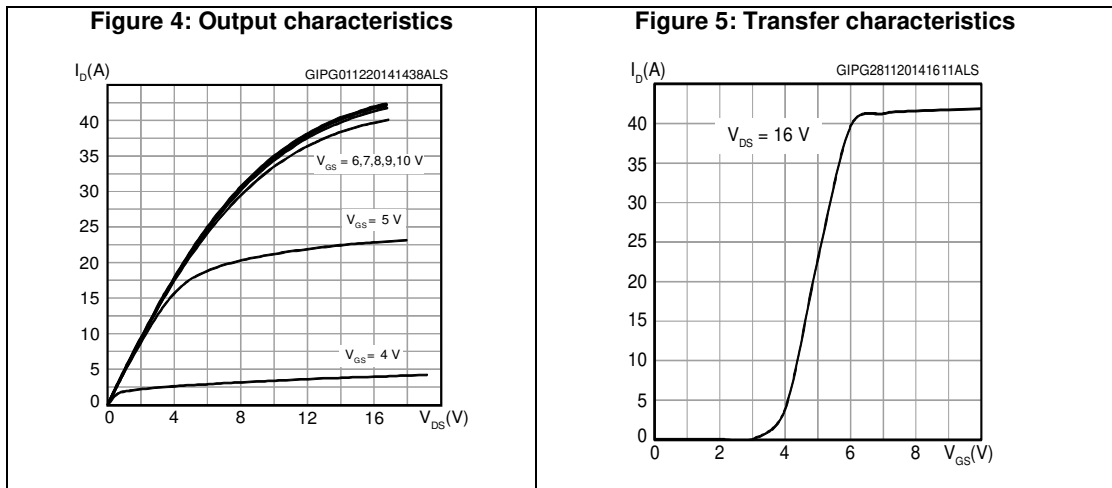 Figure 4: Output characteristics
I_D(A)
GIPG011220141438ALS
40
35
30
25
20
15
10
5
0
V_GS = 6,7,8,9,10 V
V_GS = 5 V
V_GS = 4 V
0 4 8 12 16 V_DS(V)
Figure 5: Transfer characteristics
I_D(A)
GIPG281120141611ALS
40
35
30
25
20
15
10
5
0
V_DS = 16 V
0 2 4 6 8 V_GS(V)